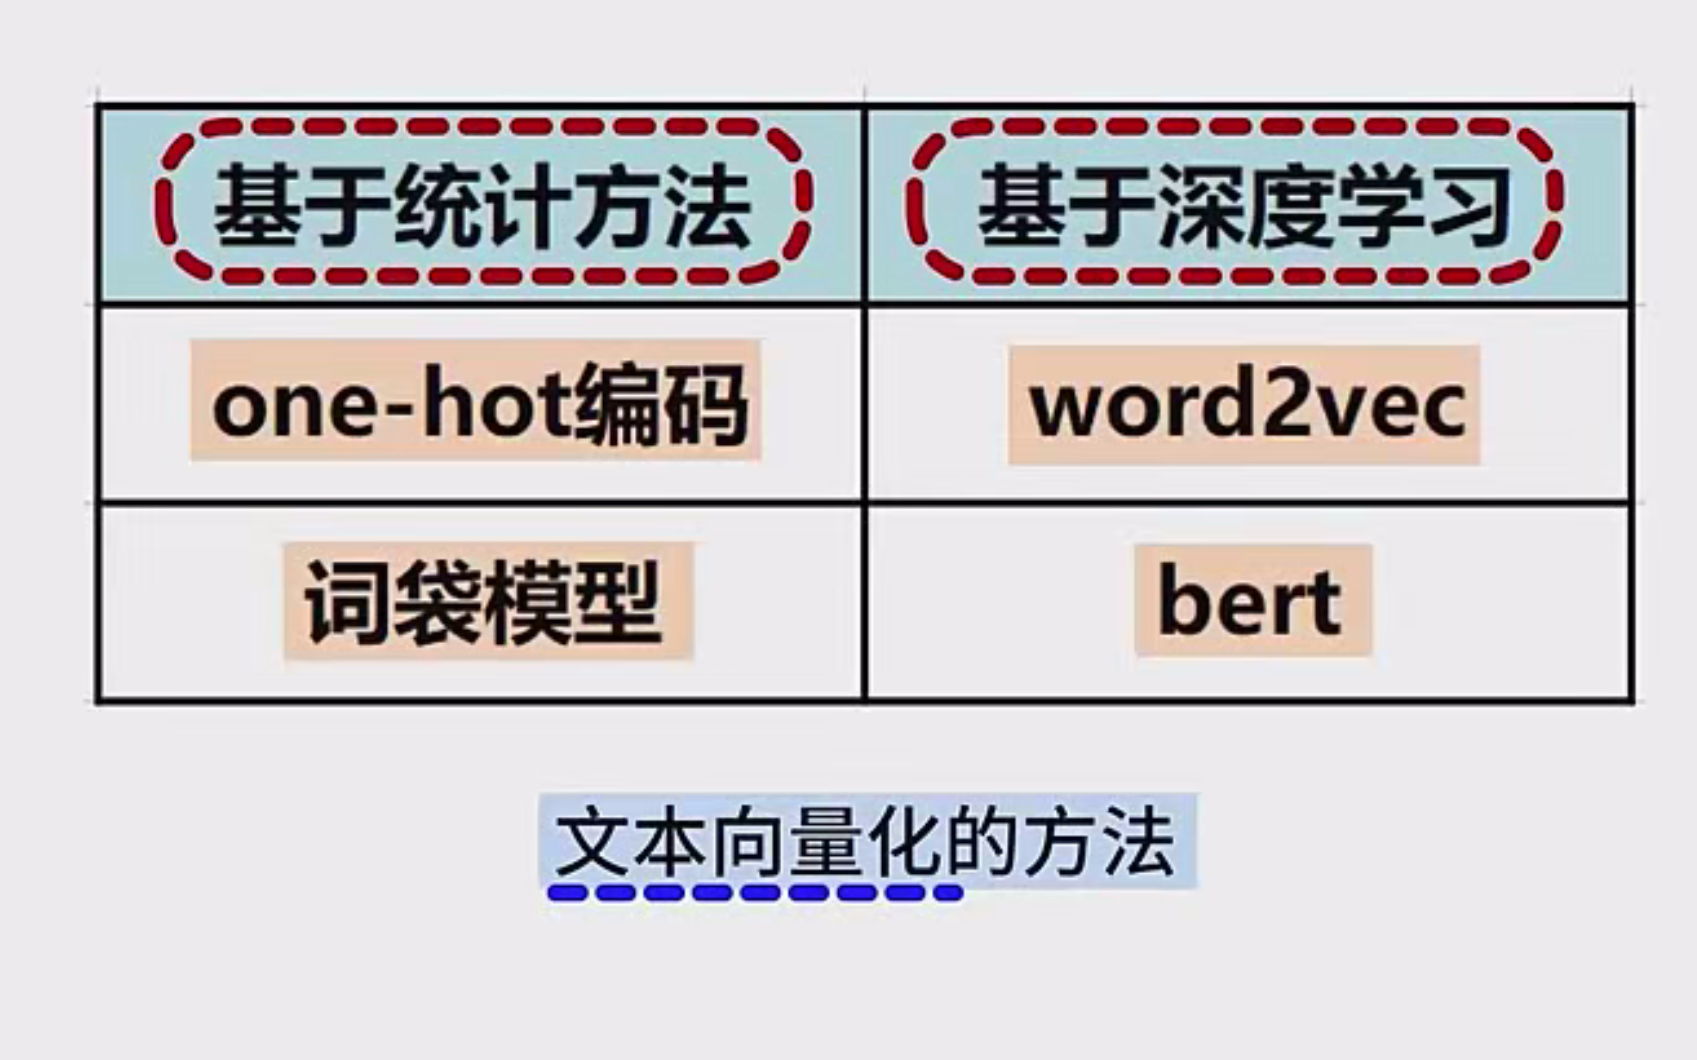 基于统计方法 基于深度学习
one-hot编码 word2vec
词袋模型 bert
文本向量化的方法